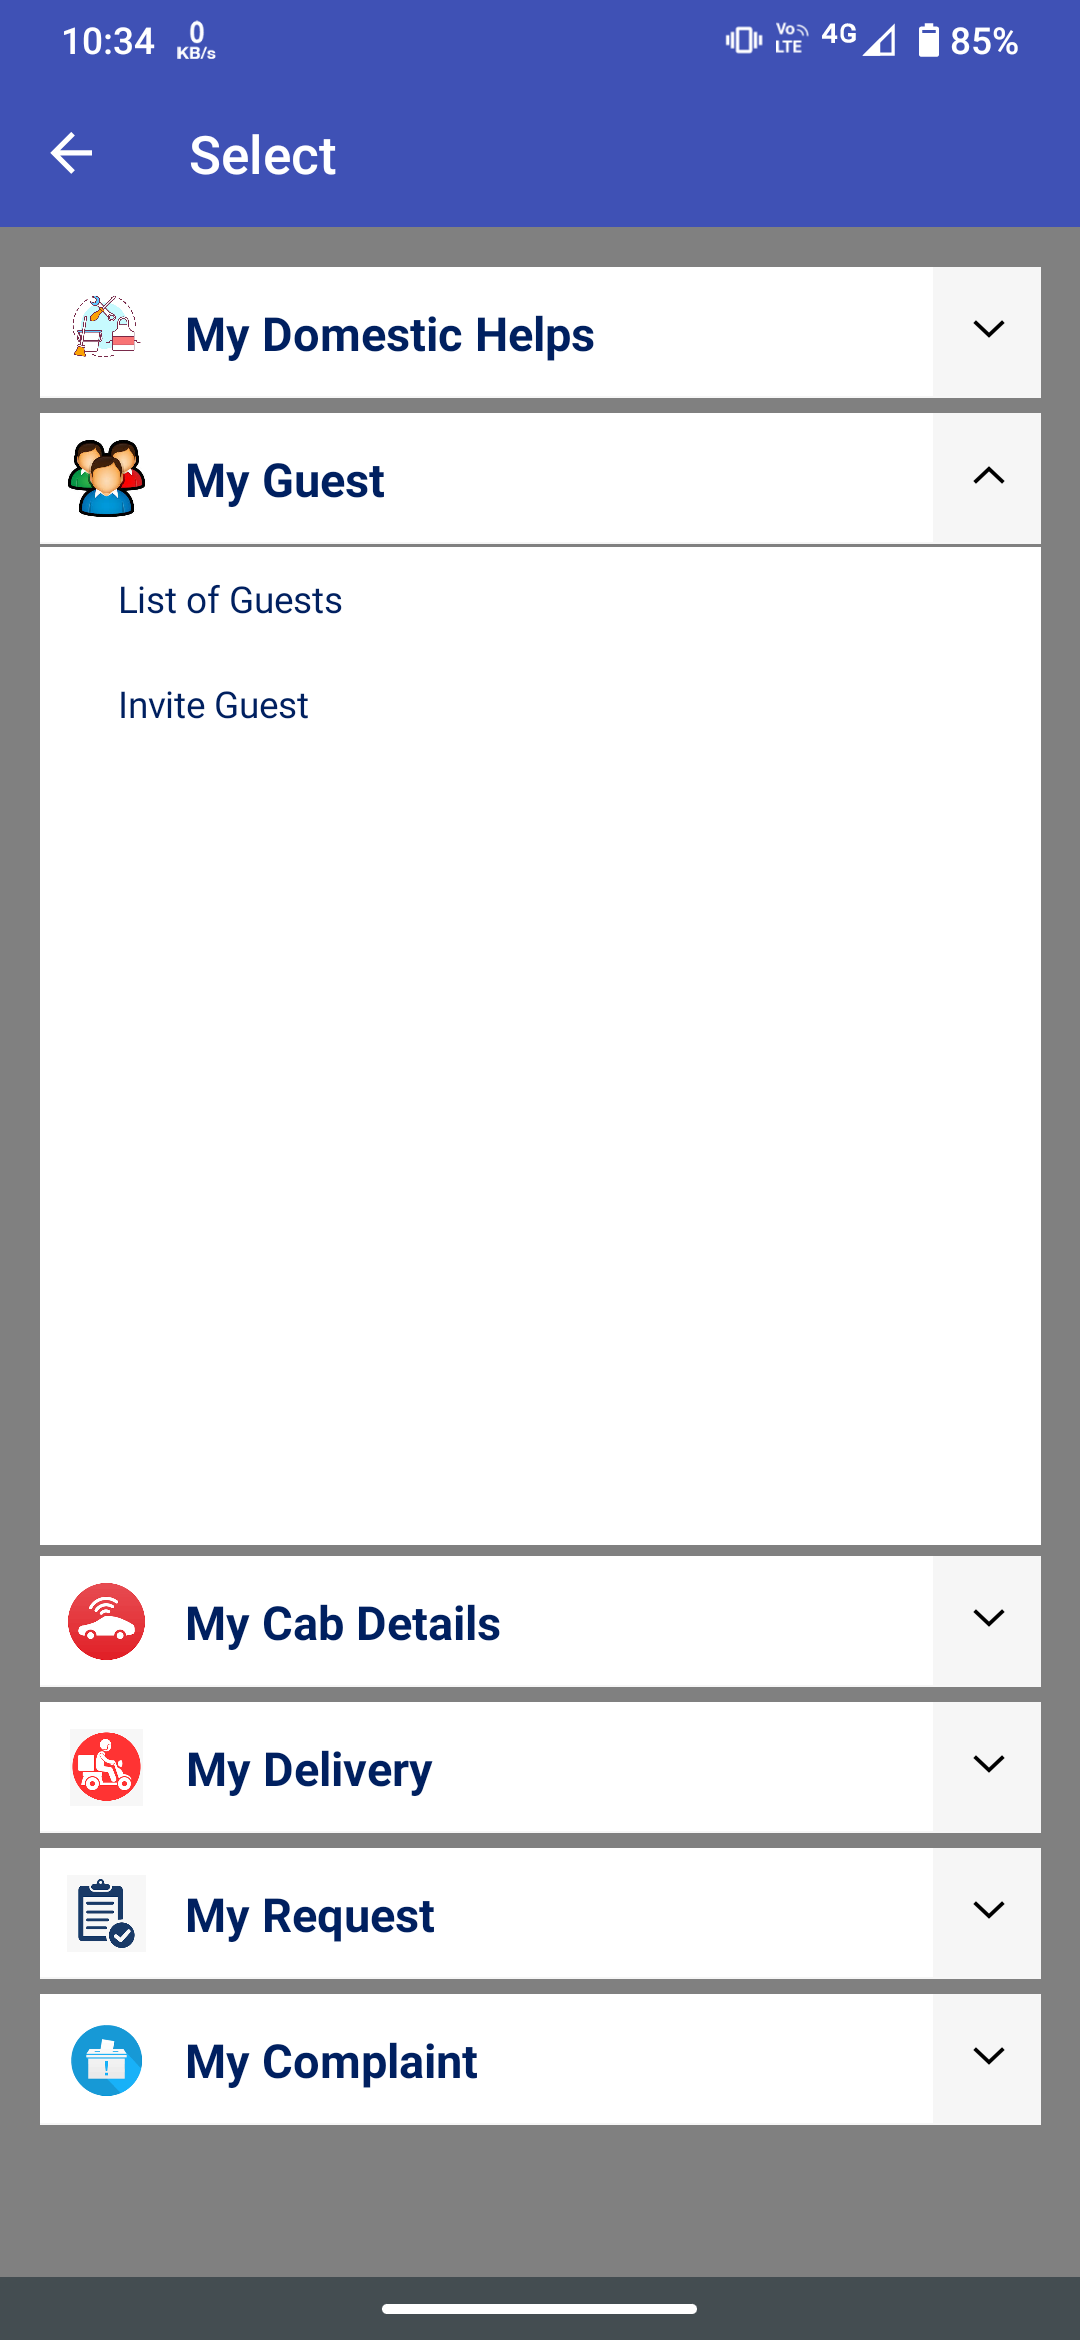 10:34 0 KB/s Vo LTE 4G 85%
Select
My Domestic Helps
My Guest
List of Guests
Invite Guest
My Cab Details
My Delivery
My Request
My Complaint